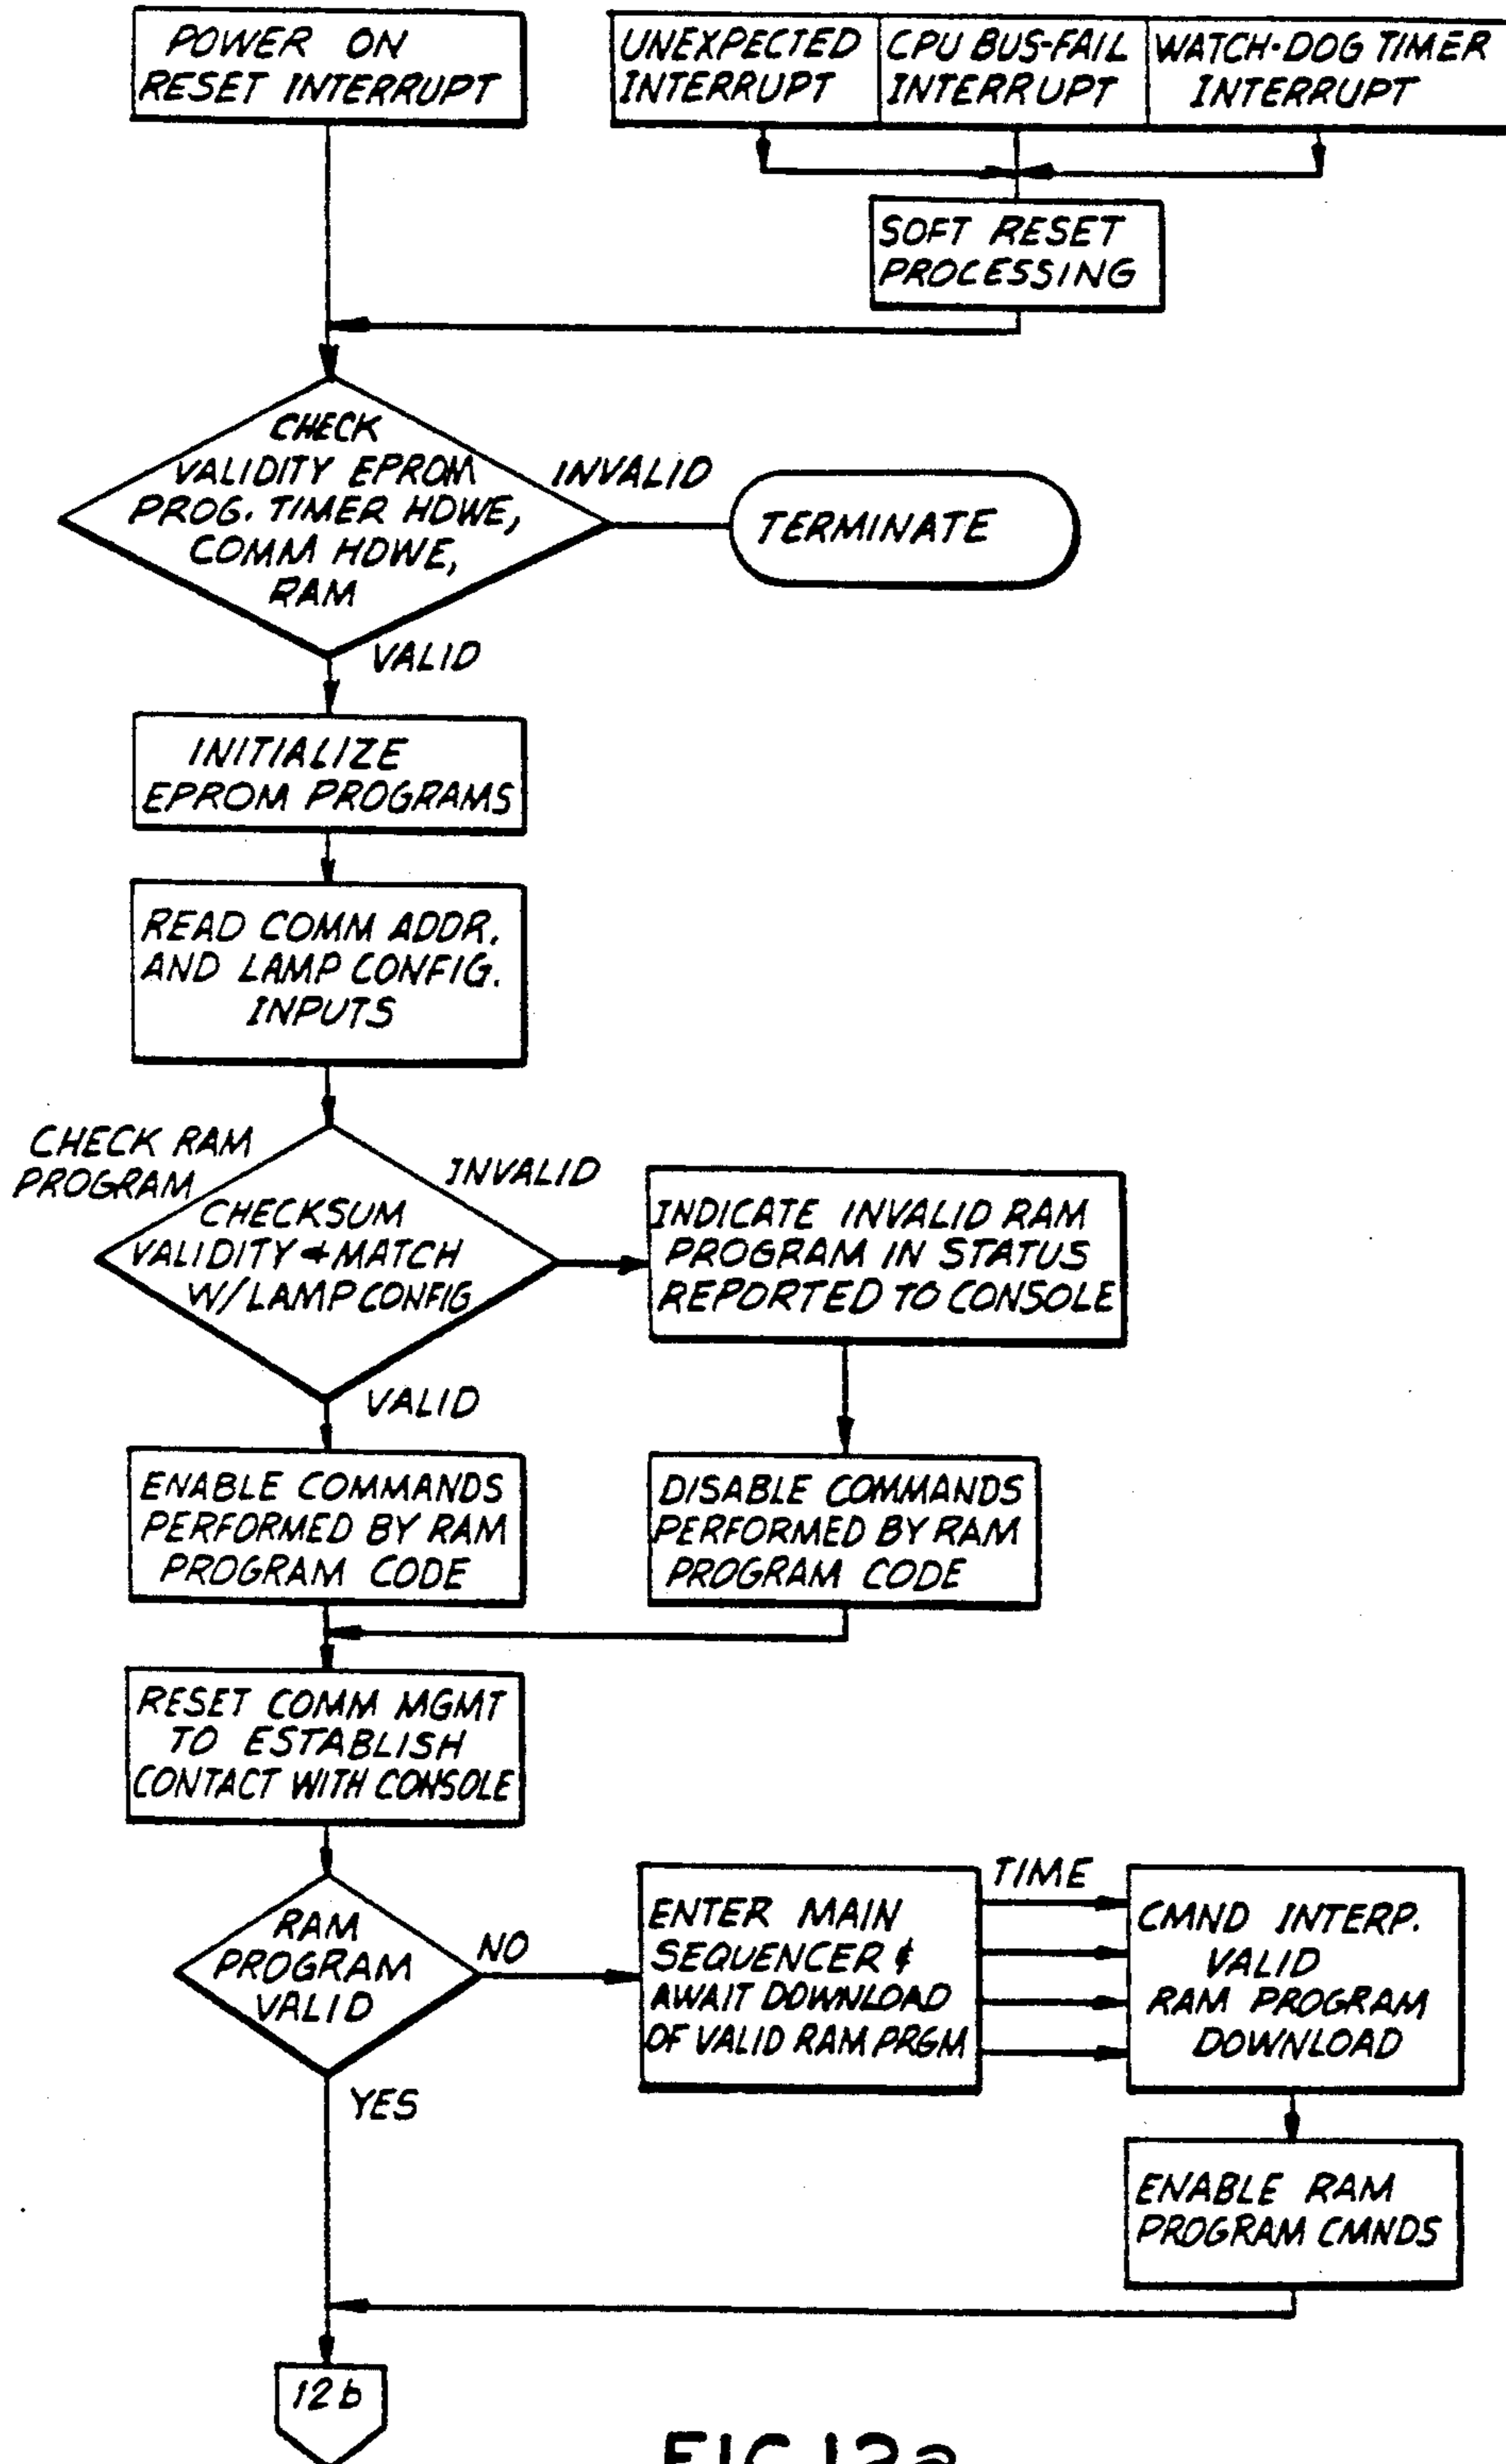 POWER ON
RESET INTERRUPT
UNEXPECTED
INTERRUPT
CPU BUS-FAIL
INTERRUPT
WATCH-DOG TIMER
INTERRUPT
SOFT RESET
PROCESSING
CHECK
VALIDITY EPROM
PROG. TIMER HDWE,
COMM HDWE,
RAM
INVALID
TERMINATE
VALID
INITIALIZE
EPROM PROGRAMS
READ COMM ADDR.
AND LAMP CONFIG.
INPUTS
CHECK RAM
PROGRAM
CHECKSUM
VALIDITY & MATCH
W/LAMP CONFIG
INVALID
INDICATE INVALID RAM
PROGRAM IN STATUS
REPORTED TO CONSOLE
VALID
ENABLE COMMANDS
PERFORMED BY RAM
PROGRAM CODE
DISABLE COMMANDS
PERFORMED BY RAM
PROGRAM CODE
RESET COMM MGMT
TO ESTABLISH
CONTACT WITH CONSOLE
RAM
PROGRAM
VALID
NO
ENTER MAIN
SEQUENCER &
AWAIT DOWNLOAD
OF VALID RAM PRGM
TIME
CMND INTERP.
VALID
RAM PROGRAM
DOWNLOAD
YES
ENABLE RAM
PROGRAM CMNDS
12b
FIG.12a